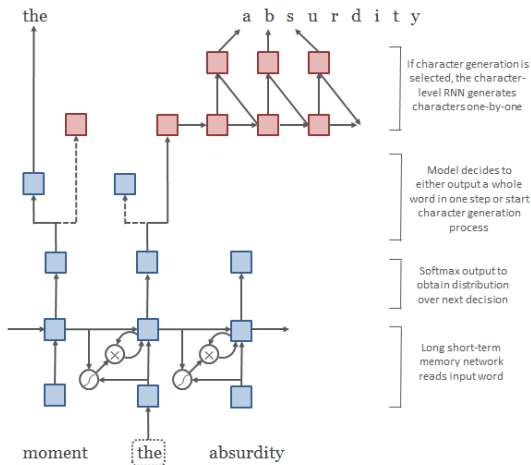 the
a b s u r d i t y
If character generation is
selected, the character-
level RNN generates
characters one-by-one
Model decides to
either output a whole
word in one step or start
character generation
process
Softmax output to
obtain distribution
over next decision
Long short-term
memory network
reads input word
moment the absurdity